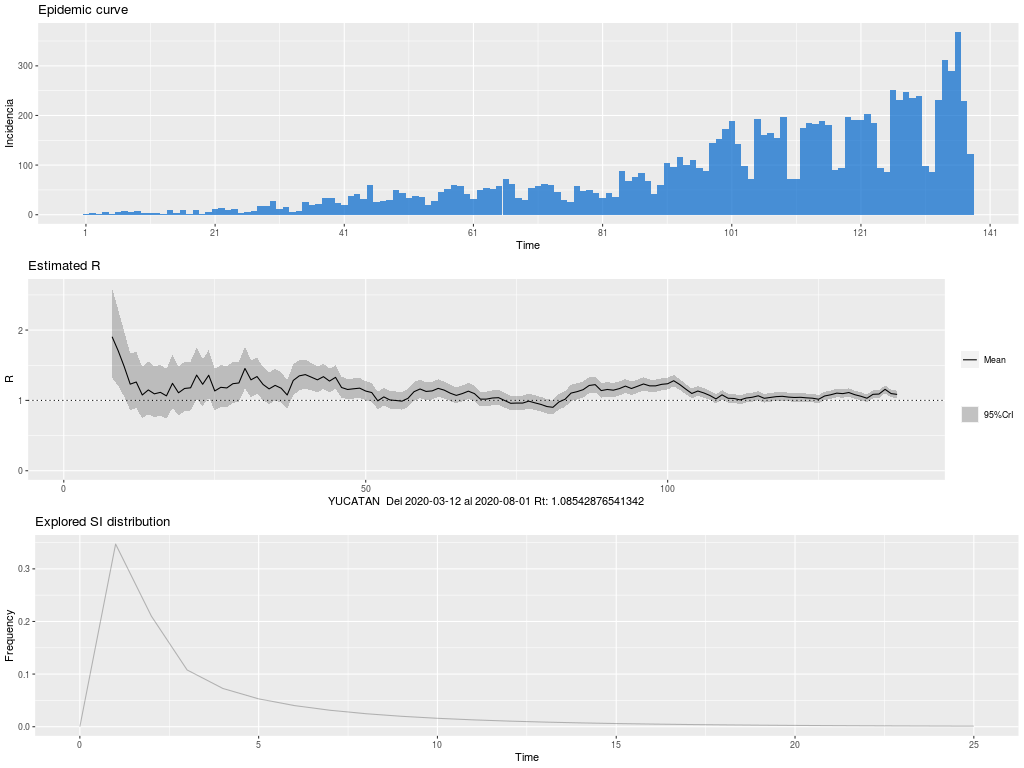 Epidemic curve
Incidencia
300
200
100
0
1 21 41 61 81 101 121 141
Time
Estimated R
R
2
1
0
0 50 100
YUCATAN Del 2020-03-12 al 2020-08-01 Rt: 1.08542876541342
Mean
95%CrI
Explored SI distribution
Frequency
0.3
0.2
0.1
0.0
0 5 10 15 20 25
Time